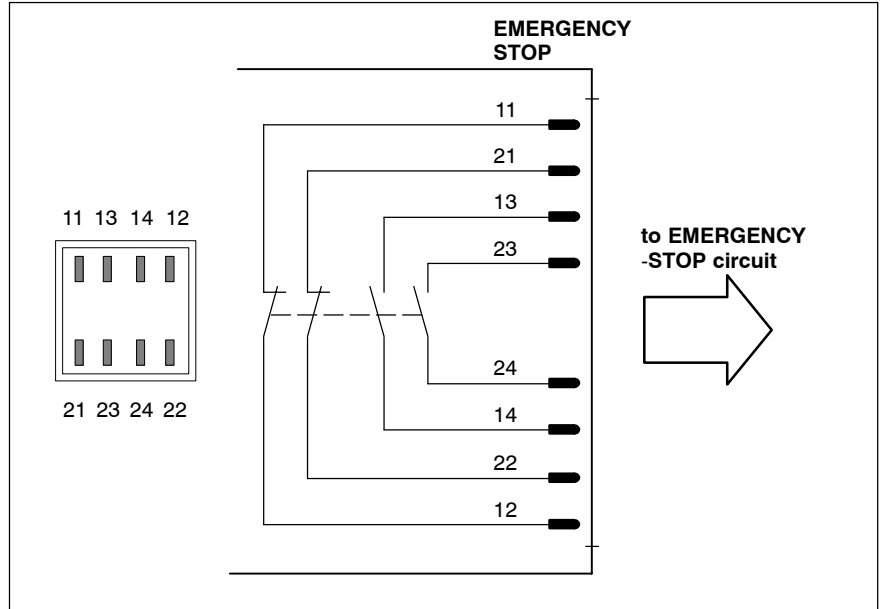 EMERGENCY
STOP
11
21
13
23
11 13 14 12
to EMERGENCY
-STOP circuit
24
14
21 23 24 22
22
12